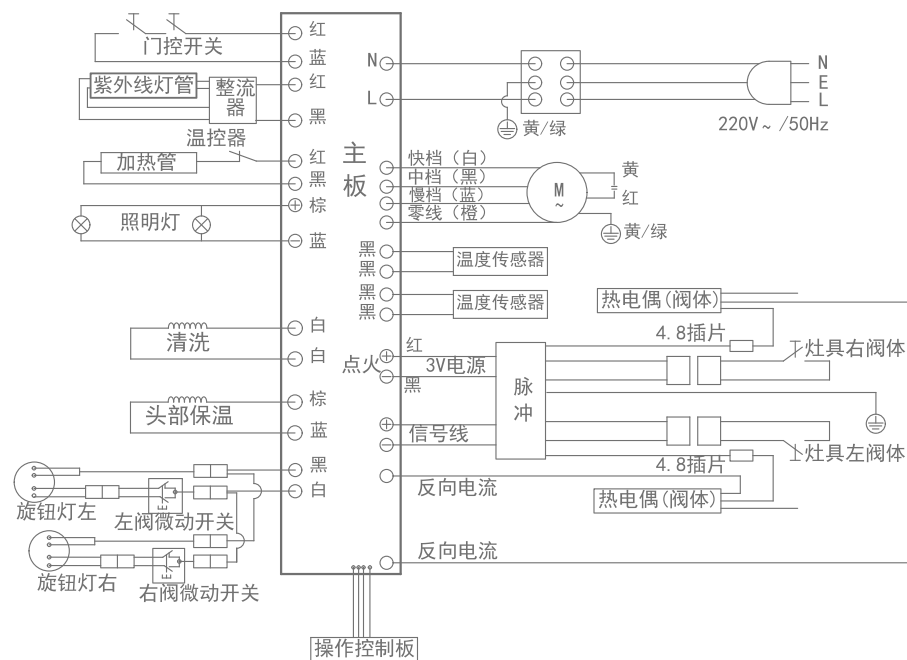 门控开关
红
蓝
紫外线灯管
整流器
红
黑
温控器
加热管
红
黑
照明灯
棕
蓝
清洗
白
白
头部保温
棕
蓝
黑
白
旋钮灯左
左阀微动开关
旋钮灯右
右阀微动开关
主板
N
L
黄/绿
N
E
L
220V~ /50Hz
快档（白）
中档（黑）
慢档（蓝）
零线（橙）
M
~
黄
红
黄/绿
黑
黑
温度传感器
黑
黑
温度传感器
点火
红
3V电源
黑
信号线
反向电流
反向电流
脉冲
热电偶(阀体)
4.8插片
灶具右阀体
灶具左阀体
4.8插片
热电偶(阀体)
操作控制板